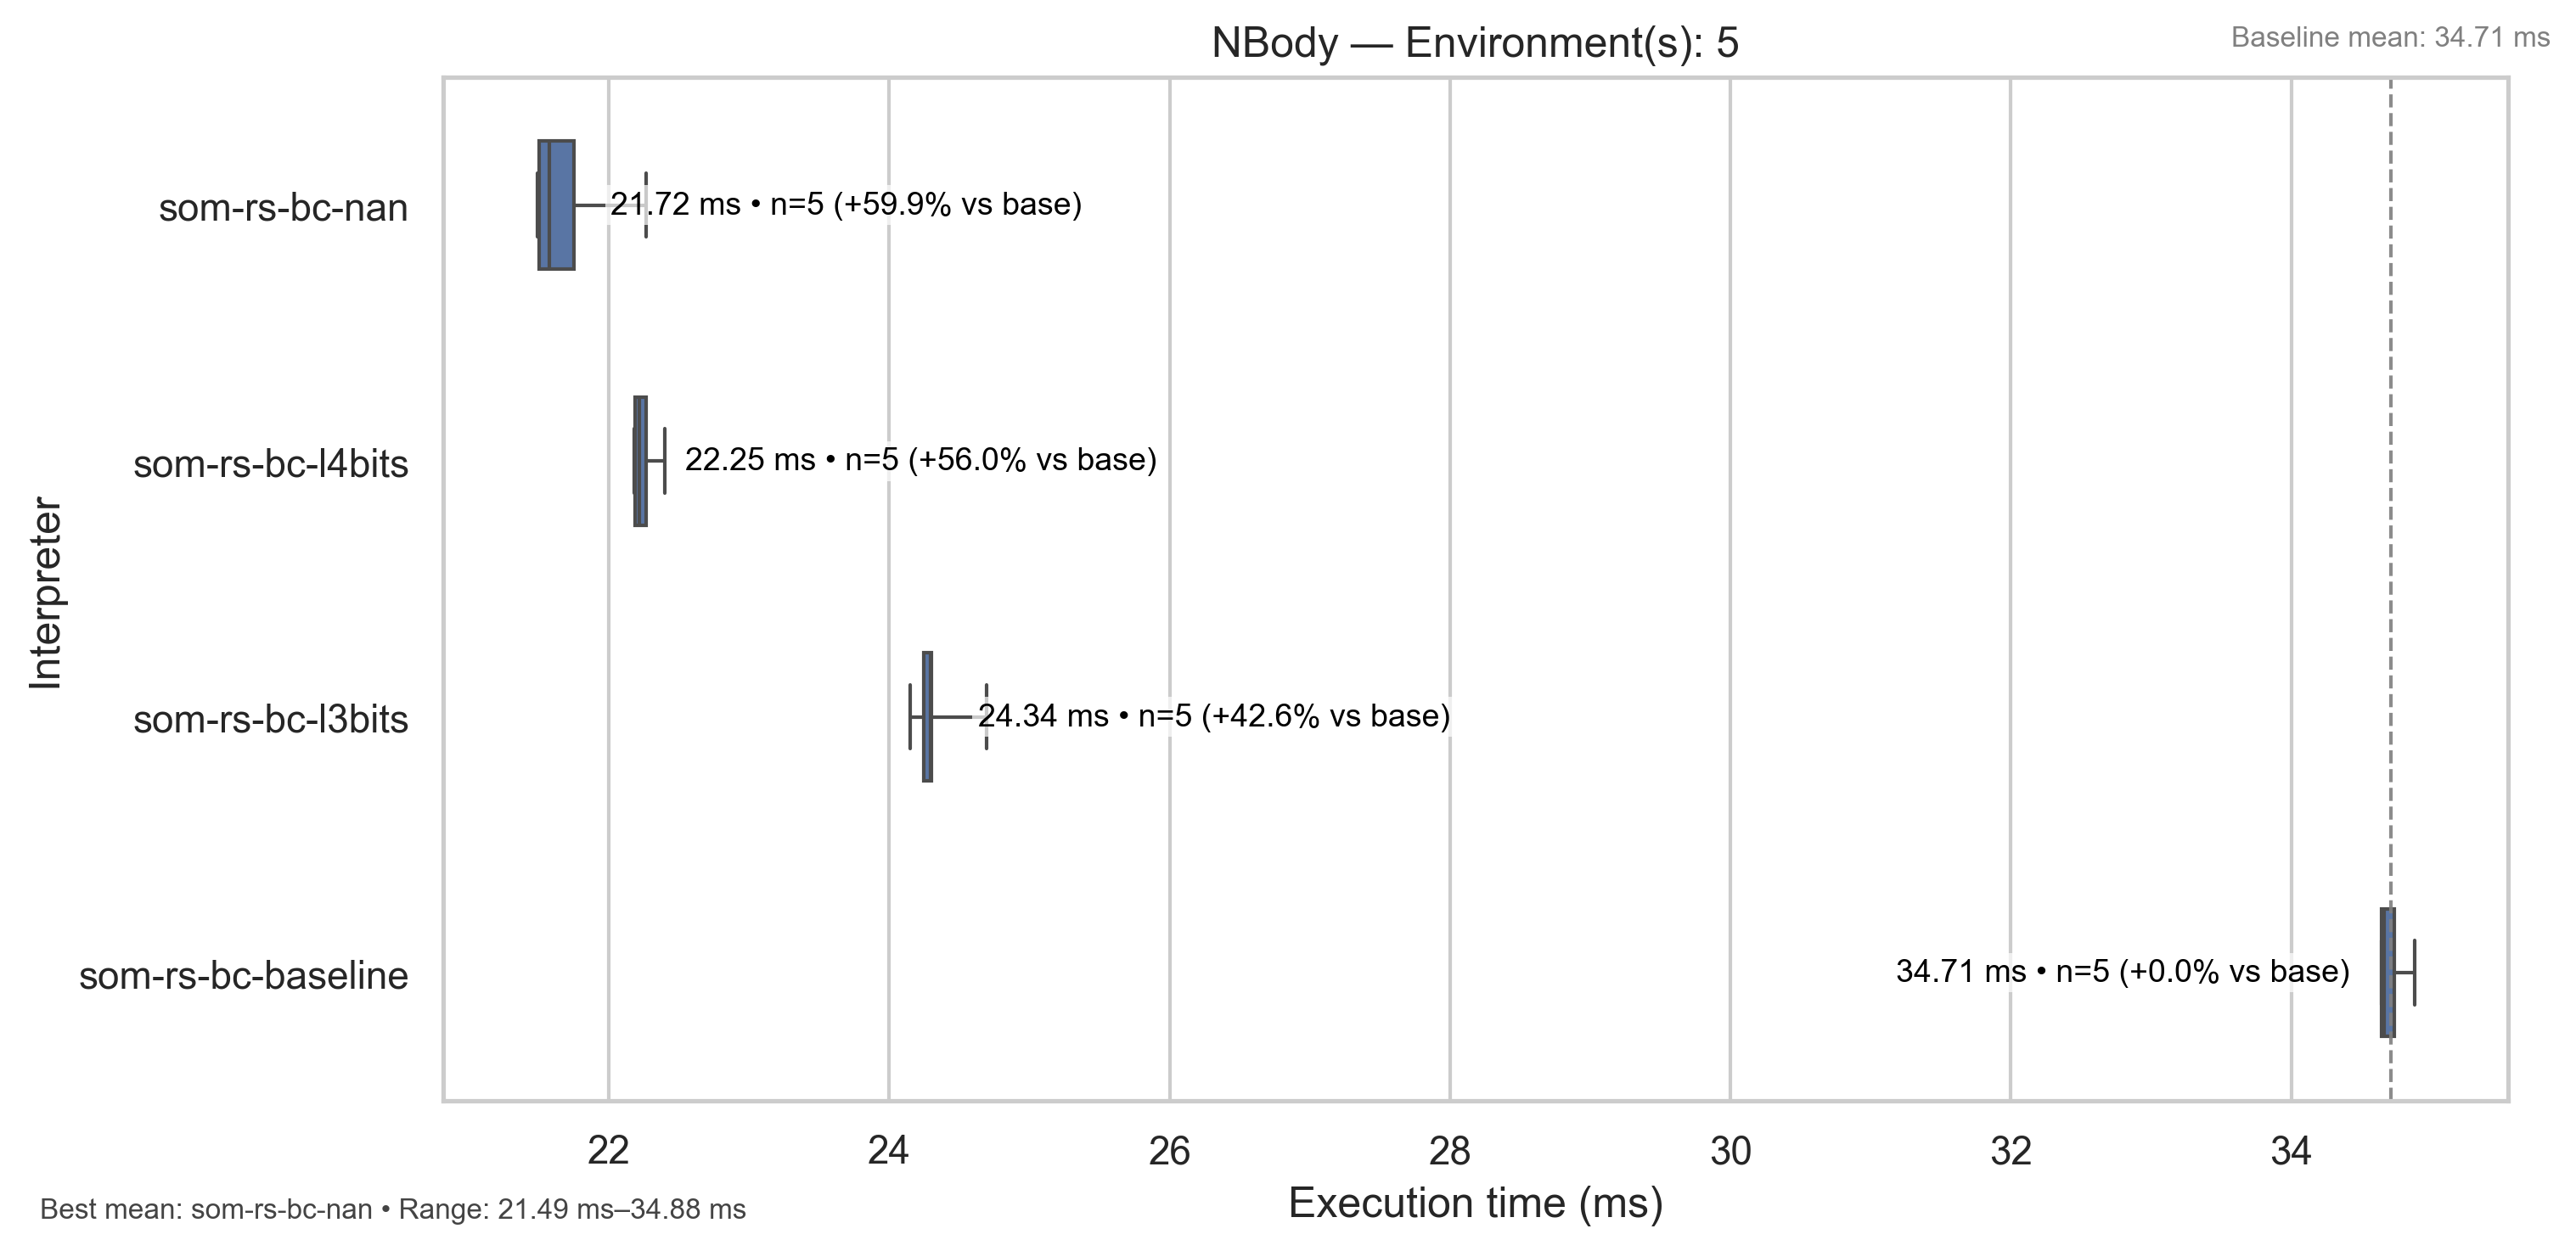 NBody — Environment(s): 5
Baseline mean: 34.71 ms
som-rs-bc-nan
21.72 ms • n=5 (+59.9% vs base)
som-rs-bc-l4bits
22.25 ms • n=5 (+56.0% vs base)
Interpreter
som-rs-bc-l3bits
24.34 ms • n=5 (+42.6% vs base)
som-rs-bc-baseline
34.71 ms • n=5 (+0.0% vs base)
22 24 26 28 30 32 34
Execution time (ms)
Best mean: som-rs-bc-nan • Range: 21.49 ms–34.88 ms